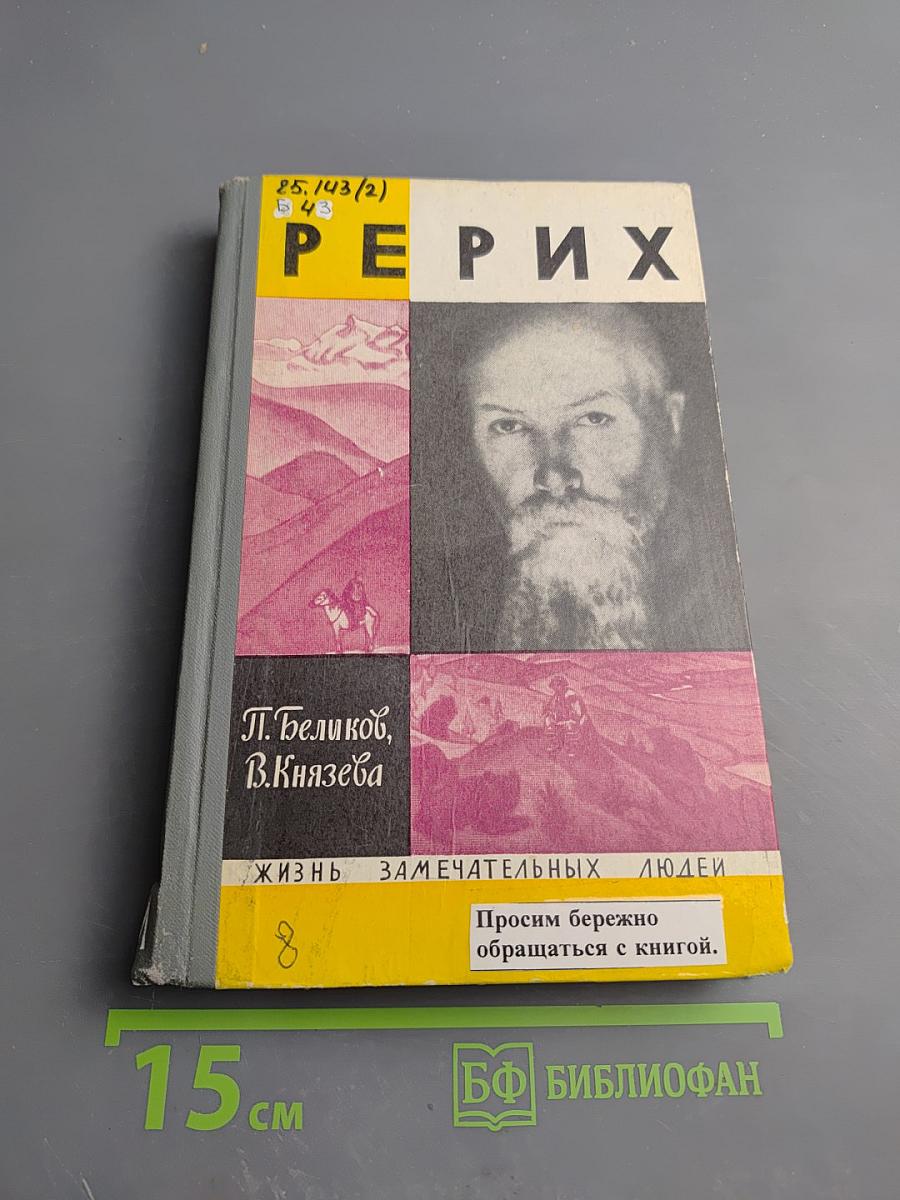 85.143(2)
Б 43
РЕРИХ
П. Беликов,
В. Князева
ЖИЗНЬ ЗАМЕЧАТЕЛЬНЫХ ЛЮДЕЙ
8
Просим бережно
обращаться с книгой.
15 см
БФ БИБЛИОФАН